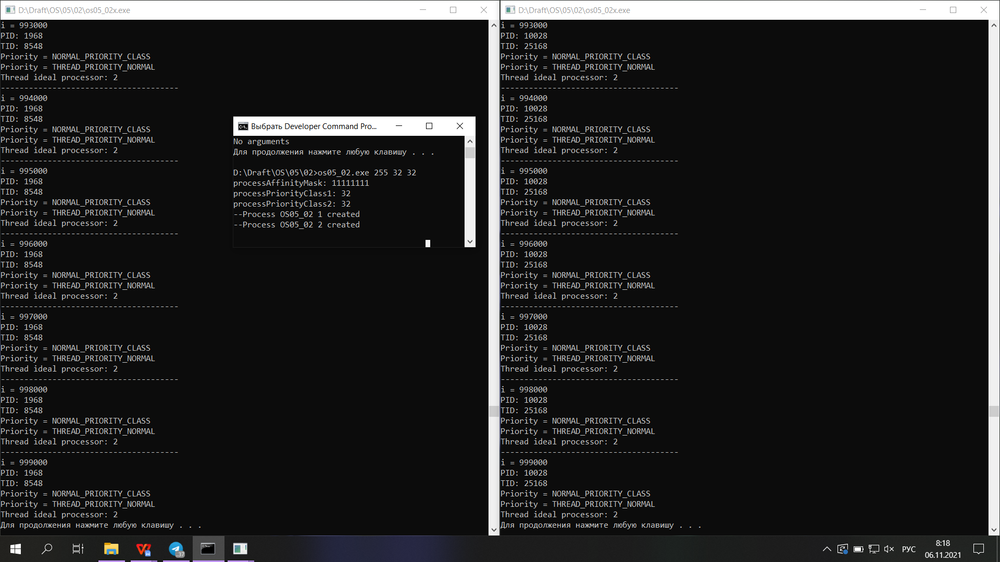 D:\Draft\OS\05\02\os05_02x.exe
i = 993000
PID: 1968
TID: 8548
Priority = NORMAL_PRIORITY_CLASS
Priority = THREAD_PRIORITY_NORMAL
Thread ideal processor: 2
--------------------------------------
i = 994000
PID: 1968
TID: 8548
Priority = NORMAL_PRIORITY_CLASS
Priority = THREAD_PRIORITY_NORMAL
Thread ideal processor: 2
--------------------------------------
i = 995000
PID: 1968
TID: 8548
Priority = NORMAL_PRIORITY_CLASS
Priority = THREAD_PRIORITY_NORMAL
Thread ideal processor: 2
--------------------------------------
i = 996000
PID: 1968
TID: 8548
Priority = NORMAL_PRIORITY_CLASS
Priority = THREAD_PRIORITY_NORMAL
Thread ideal processor: 2
--------------------------------------
i = 997000
PID: 1968
TID: 8548
Priority = NORMAL_PRIORITY_CLASS
Priority = THREAD_PRIORITY_NORMAL
Thread ideal processor: 2
--------------------------------------
i = 998000
PID: 1968
TID: 8548
Priority = NORMAL_PRIORITY_CLASS
Priority = THREAD_PRIORITY_NORMAL
Thread ideal processor: 2
--------------------------------------
i = 999000
PID: 1968
TID: 8548
Priority = NORMAL_PRIORITY_CLASS
Priority = THREAD_PRIORITY_NORMAL
Thread ideal processor: 2
Для продолжения нажмите любую клавишу . . .
Выбрать Developer Command Pro...
No arguments
Для продолжения нажмите любую клавишу . . .
D:\Draft\OS\05\02>os05_02.exe 255 32 32
processAffinityMask: 11111111
processPriorityClass1: 32
processPriorityClass2: 32
--Process OS05_02 1 created
--Process OS05_02 2 created
D:\Draft\OS\05\02\os05_02x.exe
i = 993000
PID: 10028
TID: 25168
Priority = NORMAL_PRIORITY_CLASS
Priority = THREAD_PRIORITY_NORMAL
Thread ideal processor: 2
--------------------------------------
i = 994000
PID: 10028
TID: 25168
Priority = NORMAL_PRIORITY_CLASS
Priority = THREAD_PRIORITY_NORMAL
Thread ideal processor: 2
--------------------------------------
i = 995000
PID: 10028
TID: 25168
Priority = NORMAL_PRIORITY_CLASS
Priority = THREAD_PRIORITY_NORMAL
Thread ideal processor: 2
--------------------------------------
i = 996000
PID: 10028
TID: 25168
Priority = NORMAL_PRIORITY_CLASS
Priority = THREAD_PRIORITY_NORMAL
Thread ideal processor: 2
--------------------------------------
i = 997000
PID: 10028
TID: 25168
Priority = NORMAL_PRIORITY_CLASS
Priority = THREAD_PRIORITY_NORMAL
Thread ideal processor: 2
--------------------------------------
i = 998000
PID: 10028
TID: 25168
Priority = NORMAL_PRIORITY_CLASS
Priority = THREAD_PRIORITY_NORMAL
Thread ideal processor: 2
--------------------------------------
i = 999000
PID: 10028
TID: 25168
Priority = NORMAL_PRIORITY_CLASS
Priority = THREAD_PRIORITY_NORMAL
Thread ideal processor: 2
Для продолжения нажмите любую клавишу . . .
..37
РУС
8:18
06.11.2021